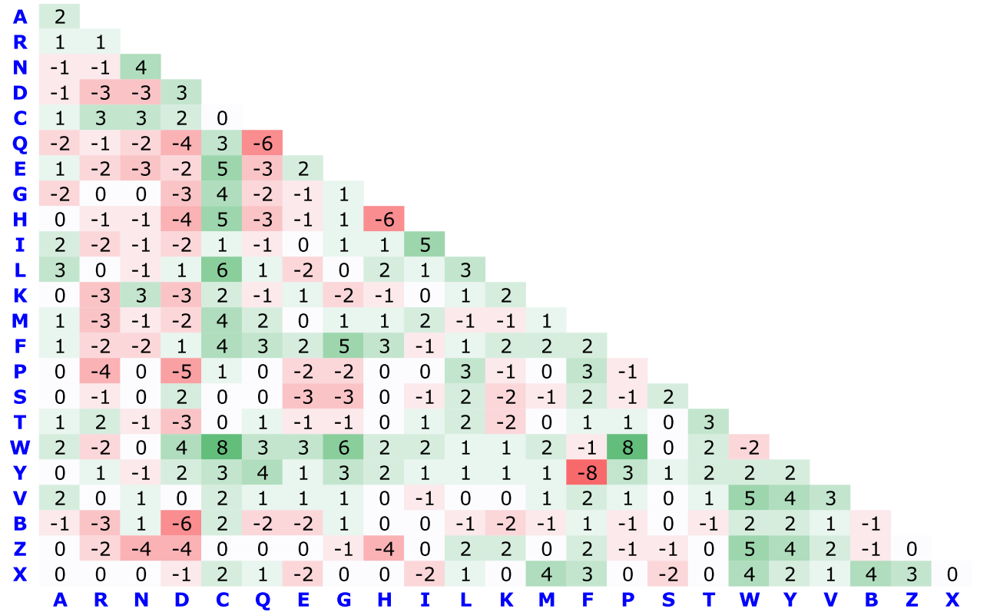 A 2
R 1 1
N -1 -1 4
D -1 -3 -3 3
C 1 3 3 2 0
Q -2 -1 -2 -4 3 -6
E 1 -2 -3 -2 5 -3 2
G -2 0 0 -3 4 -2 -1 1
H 0 -1 -1 -4 5 -3 -1 1 -6
I 2 -2 -1 -2 1 -1 0 1 1 5
L 3 0 -1 1 6 1 -2 0 2 1 3
K 0 -3 3 -3 2 -1 1 -2 -1 0 1 2
M 1 -3 -1 -2 4 2 0 1 1 2 -1 -1 1
F 1 -2 -2 1 4 3 2 5 3 -1 1 2 2 2
P 0 -4 0 -5 1 0 -2 -2 0 0 3 -1 0 3 -1
S 0 -1 0 2 0 0 -3 -3 0 -1 2 -2 -1 2 -1 2
T 1 2 -1 -3 0 1 -1 -1 0 1 2 -2 0 1 1 0 3
W 2 -2 0 4 8 3 3 6 2 2 1 1 2 -1 8 0 2 -2
Y 0 1 -1 2 3 4 1 3 2 1 1 1 1 -8 3 1 2 2 2
V 2 0 1 0 2 1 1 1 0 -1 0 0 1 2 1 0 1 5 4 3
B -1 -3 1 -6 2 -2 -2 1 0 0 -1 -2 -1 1 -1 0 -1 2 2 1 -1
Z 0 -2 -4 -4 0 0 0 -1 -4 0 2 2 0 2 -1 -1 0 5 4 2 -1 0
X 0 0 0 -1 2 1 -2 0 0 -2 1 0 4 3 0 -2 0 4 2 1 4 3 0
A R N D C Q E G H I L K M F P S T W Y V B Z X